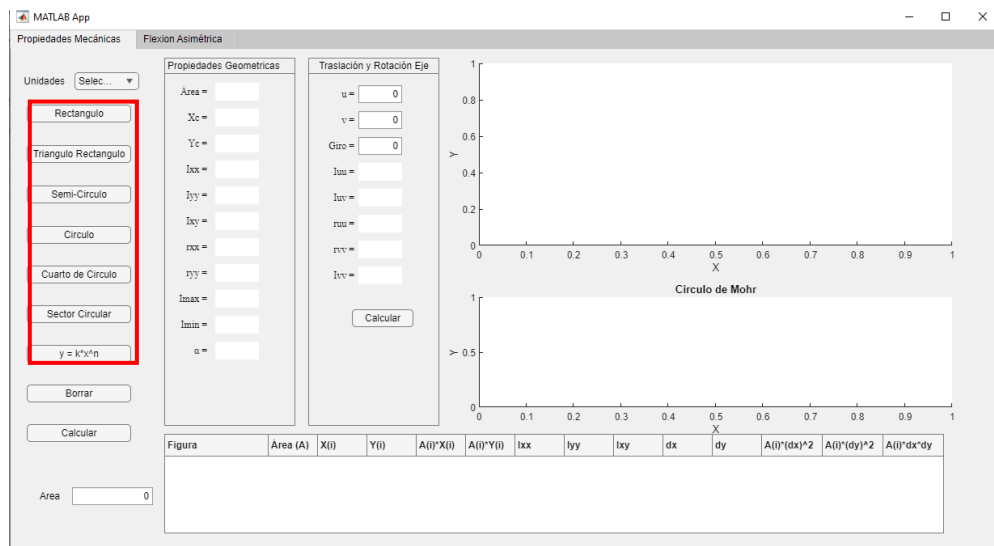 MATLAB App
Propiedades Mecánicas Flexion Asimétrica
Unidades Selec...
Rectangulo
Triangulo Rectangulo
Semi-Circulo
Circulo
Cuarto de Circulo
Sector Circular
y = k*x^n
Borrar
Calcular
Area 0
Propiedades Geometricas
Área =
Xc =
Yc =
Ixx =
Iyy =
Ixy =
rxx =
ryy =
Imax =
Imin =
α =
Traslación y Rotación Eje
u = 0
v = 0
Giro = 0
Iuu =
Iuv =
ruu =
rvv =
Ivv =
Calcular
1
0.8
0.6
0.4
0.2
0
Y
0 0.1 0.2 0.3 0.4 0.5 0.6 0.7 0.8 0.9 1
X
Circulo de Mohr
1
0.5
0
Y
0 0.1 0.2 0.3 0.4 0.5 0.6 0.7 0.8 0.9 1
X
Figura Área (A) X(i) Y(i) A(i)*X(i) A(i)*Y(i) Ixx Iyy Ixy dx dy A(i)*(dx)^2 A(i)*(dy)^2 A(i)*dx*dy